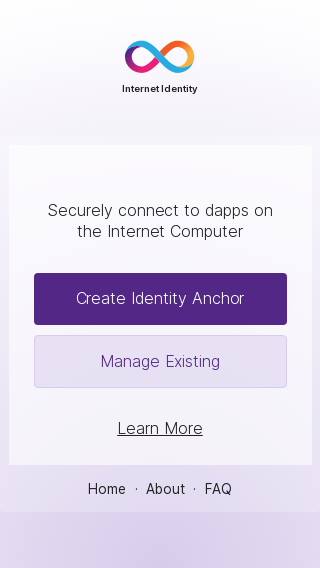 Internet Identity
Securely connect to dapps on
the Internet Computer
Create Identity Anchor
Manage Existing
Learn More
Home · About · FAQ